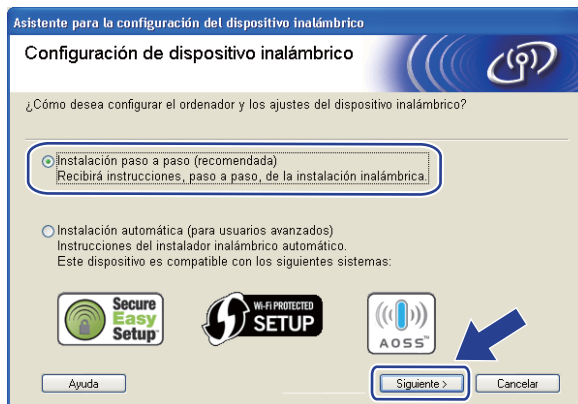 Asistente para la configuración del dispositivo inalámbrico
Configuración de dispositivo inalámbrico
¿Cómo desea configurar el ordenador y los ajustes del dispositivo inalámbrico?
Instalación paso a paso (recomendada)
Recibirá instrucciones, paso a paso, de la instalación inalámbrica.
Instalación automática (para usuarios avanzados)
Instrucciones del instalador inalámbrico automático.
Este dispositivo es compatible con los siguientes sistemas:
Secure
Easy
Setup™
WI-FI PROTECTED
SETUP
AOSS™
Ayuda
Siguiente >
Cancelar